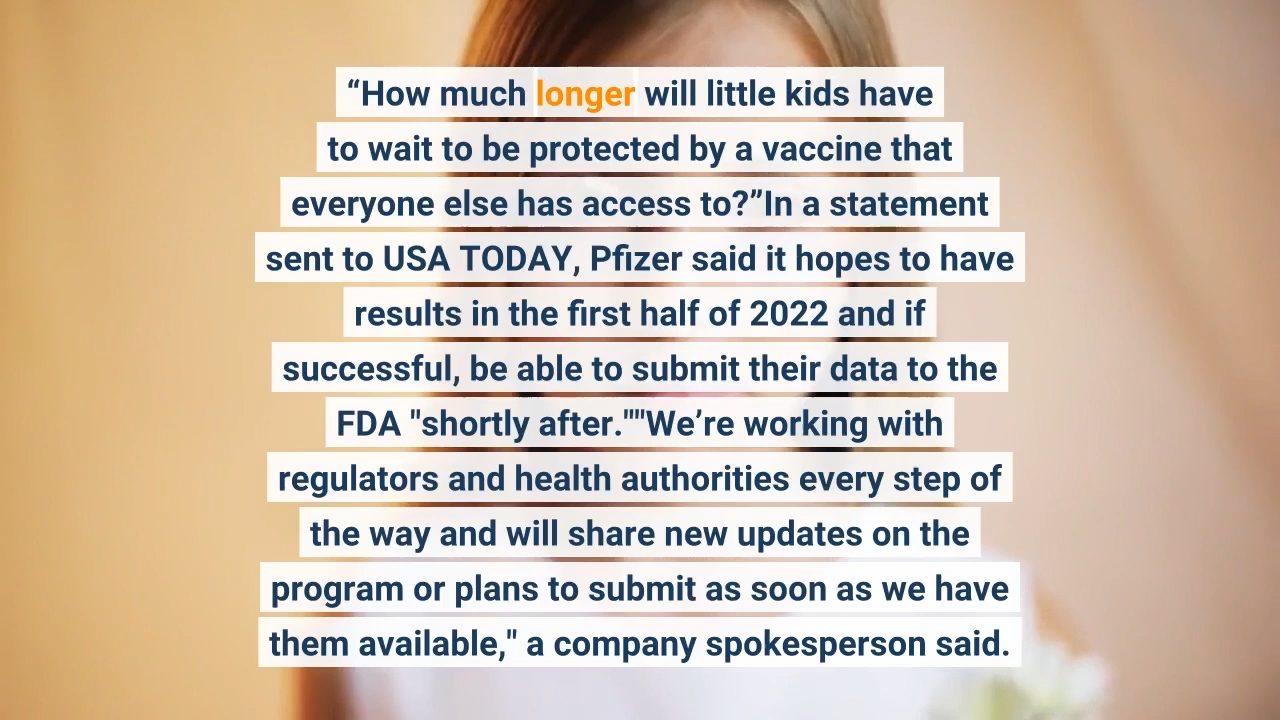 “How much longer will little kids have
to wait to be protected by a vaccine that
everyone else has access to?”In a statement
sent to USA TODAY, Pfizer said it hopes to have
results in the first half of 2022 and if
successful, be able to submit their data to the
FDA "shortly after.""We’re working with
regulators and health authorities every step of
the way and will share new updates on the
program or plans to submit as soon as we have
them available," a company spokesperson said.